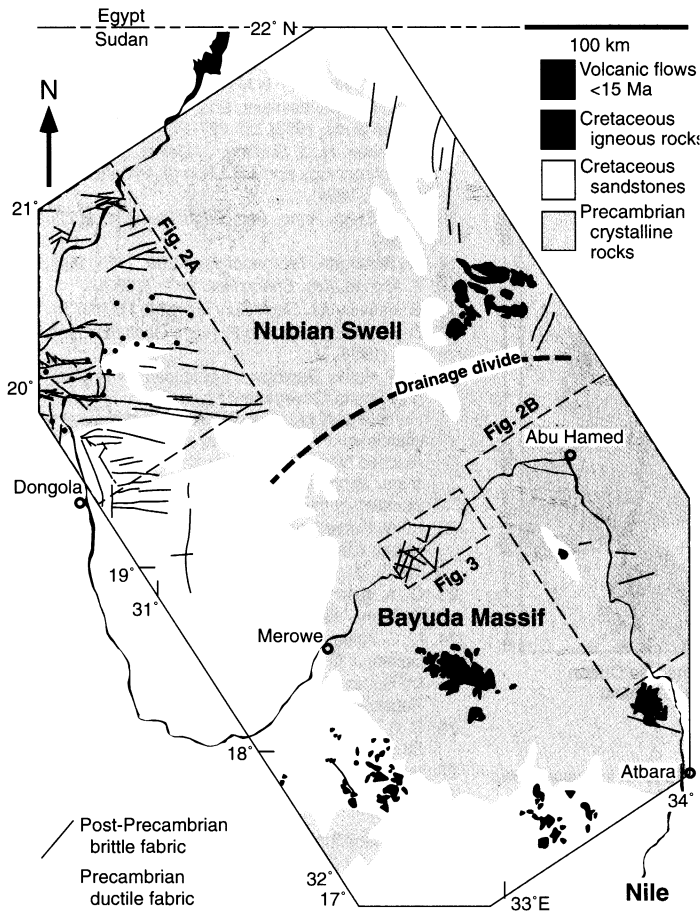 Egypt
Sudan
22° N
100 km
Volcanic flows
<15 Ma
Cretaceous
igneous rocks
Cretaceous
sandstones
Precambrian
crystalline
rocks
N
21°
Fig. 2A
Nubian Swell
Drainage divide
20°
Fig. 2B
Abu Hamed
Dongola
19°
31°
Fig. 3
Bayuda Massif
Merowe
18°
Atbara
34°
Post-Precambrian
brittle fabric
Precambrian
ductile fabric
32°
17°
33°E
Nile